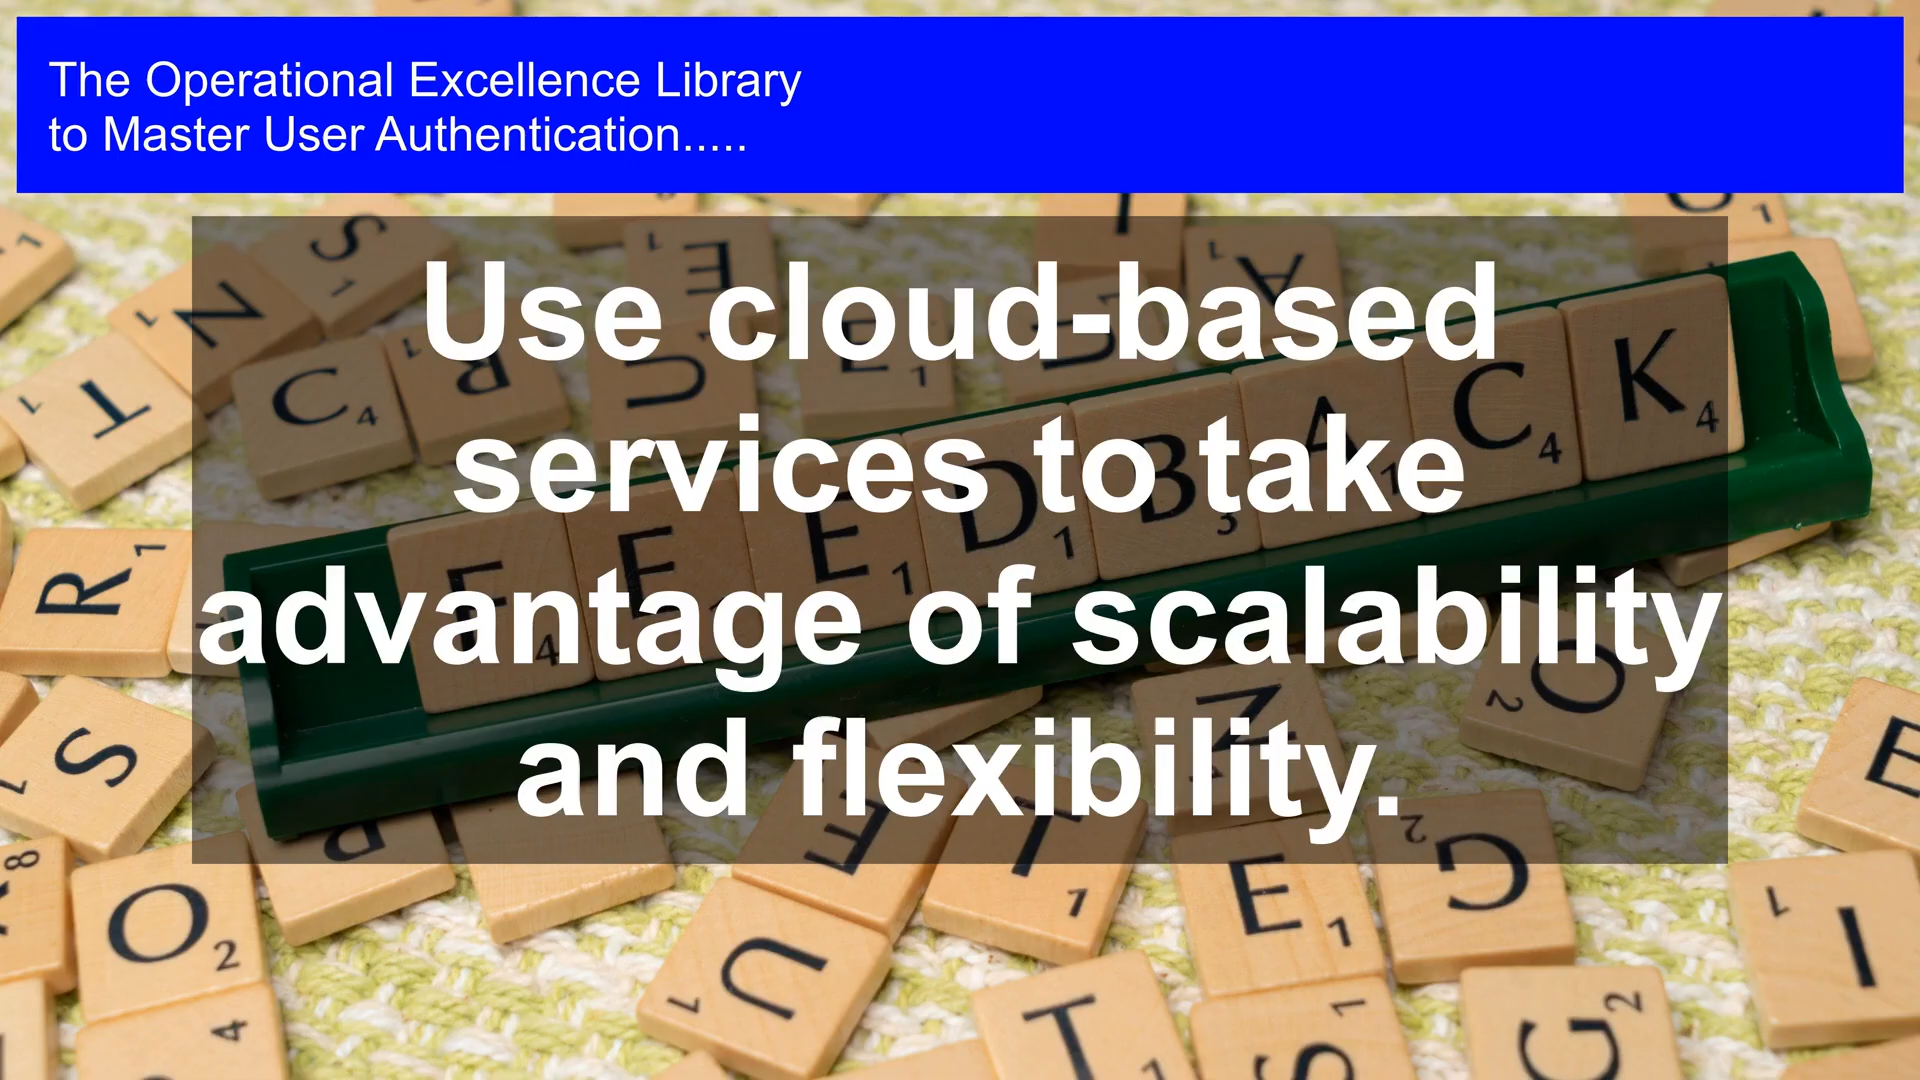 The Operational Excellence Library
to Master User Authentication.....
Use cloud-based
services to take
advantage of scalability
and flexibility.
FEEDBACK